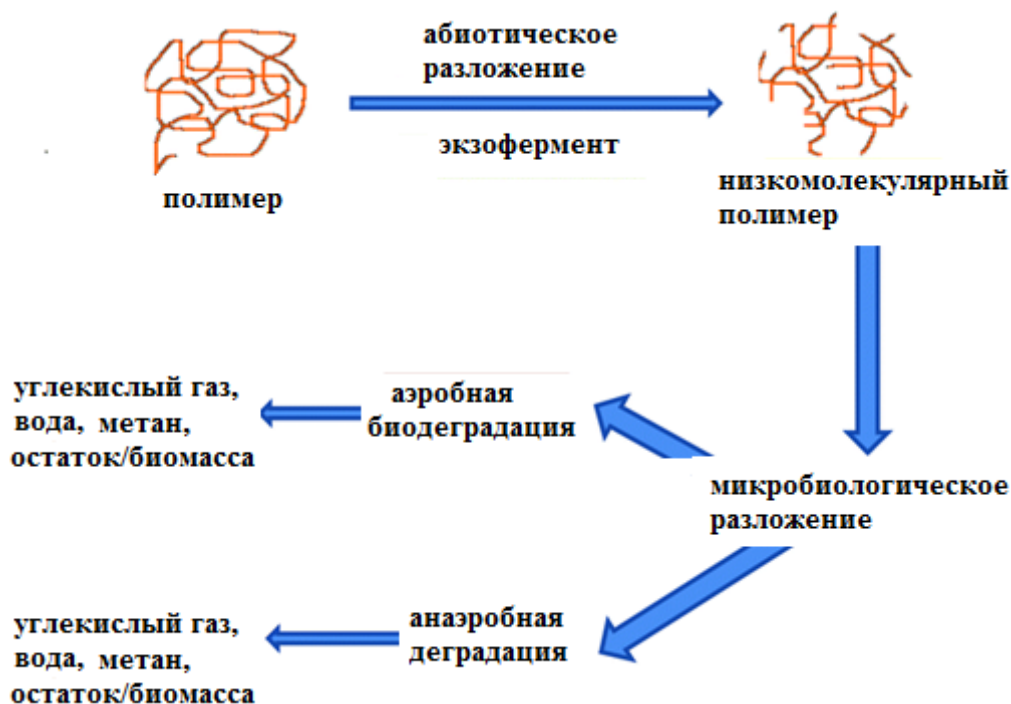 абиотическое
разложение
экзофермент
полимер
низкомолекулярный
полимер
углекислый газ,
вода, метан,
остаток/биомасса
аэробная
биодеградация
микробиологическое
разложение
углекислый газ,
вода, метан,
остаток/биомасса
анаэробная
деградация